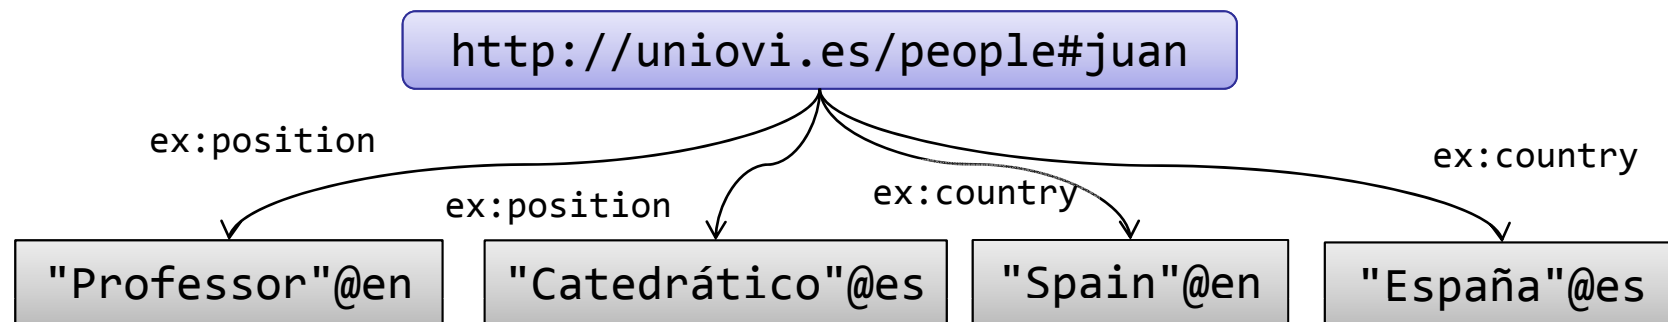 http://uniovi.es/people#juan
ex:position
ex:country
ex:position
ex:country
"Professor"@en
"Catedrático"@es
"Spain"@en
"España"@es